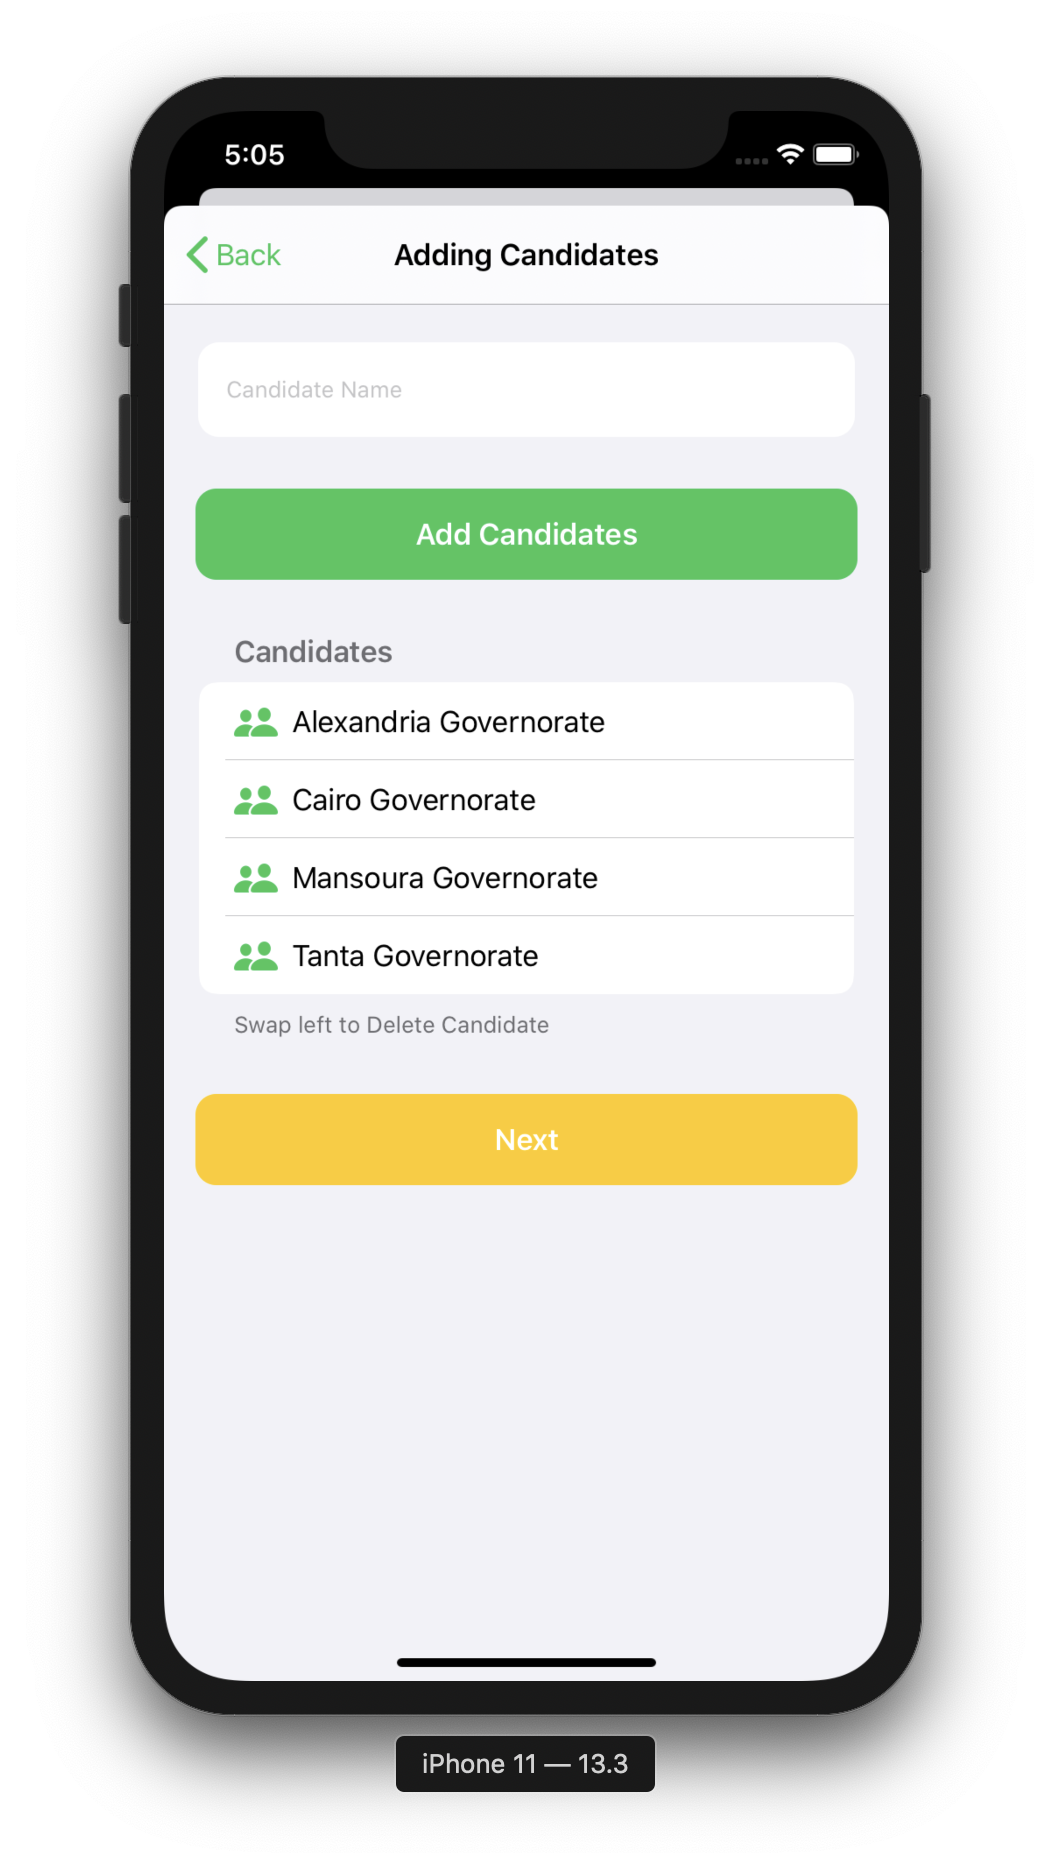 5:05
Back
Adding Candidates
Candidate Name
Add Candidates
Candidates
Alexandria Governorate
Cairo Governorate
Mansoura Governorate
Tanta Governorate
Swap left to Delete Candidate
Next
iPhone 11 — 13.3